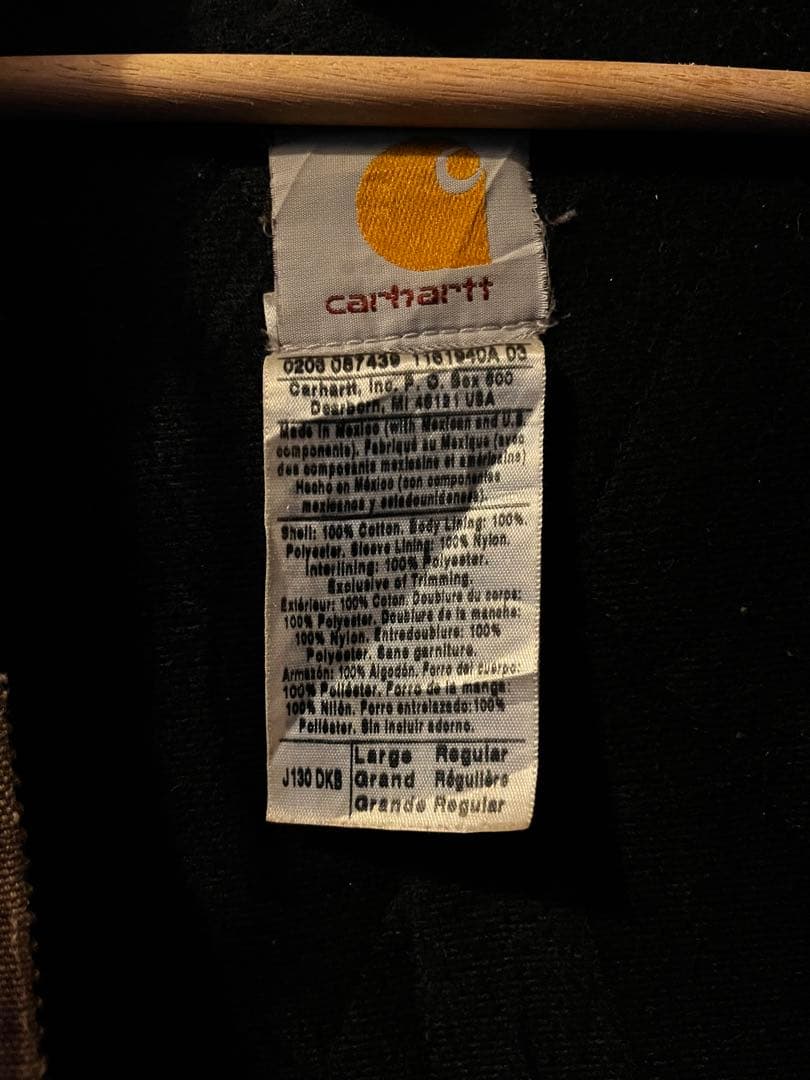 carhartt
0203 087439 1161940A 03
Carhartt, Inc. P. O. Box 600
Dearborn, MI 48121 USA
Made in Mexico (with Mexican and U.S
components). Fabriqué au Mexique (avec
des composants mexicains et américains)
Hecho en México (con componentes
mexicanos y estadounidenses).
Shell: 100% Cotton. Body Lining: 100%.
Polyester. Sleeve Lining: 100% Nylon.
Interlining: 100% Polyester.
Exclusive of Trimming.
Extérieur: 100% Coton. Doublure du corps:
100% Polyester. Doublure de la manche:
100% Nylon. Entredoublure: 100%
Polyester. Sans garniture.
Armazón: 100% Algodón. Forro del cuerpo:
100% Poliéster. Forro de la manga:
100% Nilón. Forro entrelazado:100%
Poliéster. Sin incluir adorno.
J130 DKB
Large Regular
Grand Régulière
Grande Regular